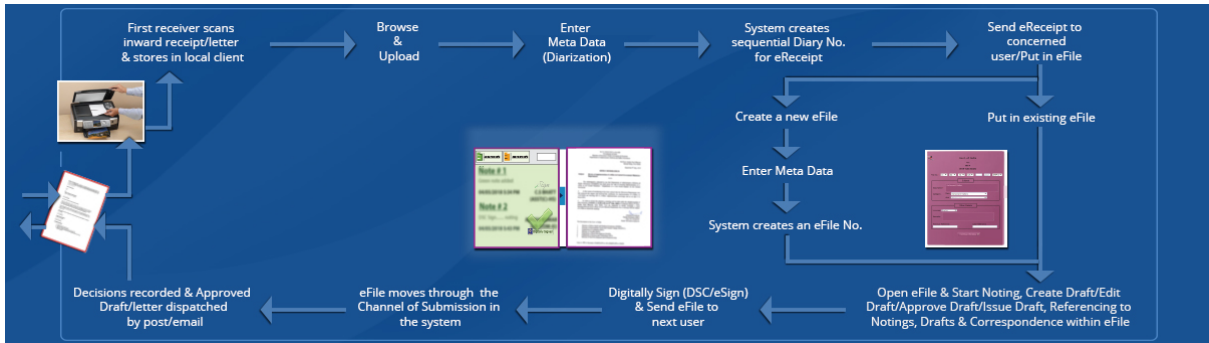 First receiver scans
inward receipt/letter
& stores in local client
Browse
&
Upload
Enter
Meta Data
(Diarization)
System creates
sequential Diary No.
for eReceipt
Send eReceipt to
concerned
user/Put in eFile
Create a new eFile
Put in existing eFile
Enter Meta Data
System creates an eFile No.
Note # 1
Note # 2
Open eFile & Start Noting, Create Draft/Edit
Draft/Approve Draft/Issue Draft, Referencing to
Notings, Drafts & Correspondence within eFile
Digitally Sign (DSC/eSign)
& Send eFile to
next user
eFile moves through the
Channel of Submission in
the system
Decisions recorded & Approved
Draft/letter dispatched
by post/email